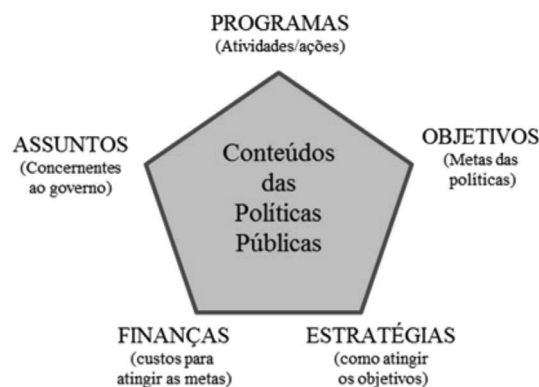 PROGRAMAS
(Atividades/ações)
ASSUNTOS
(Concernentes
ao governo)
Conteúdos
das
Políticas
Públicas
OBJETIVOS
(Metas das
políticas)
FINANÇAS
(custos para
atingir as metas)
ESTRATÉGIAS
(como atingir
os objetivos)